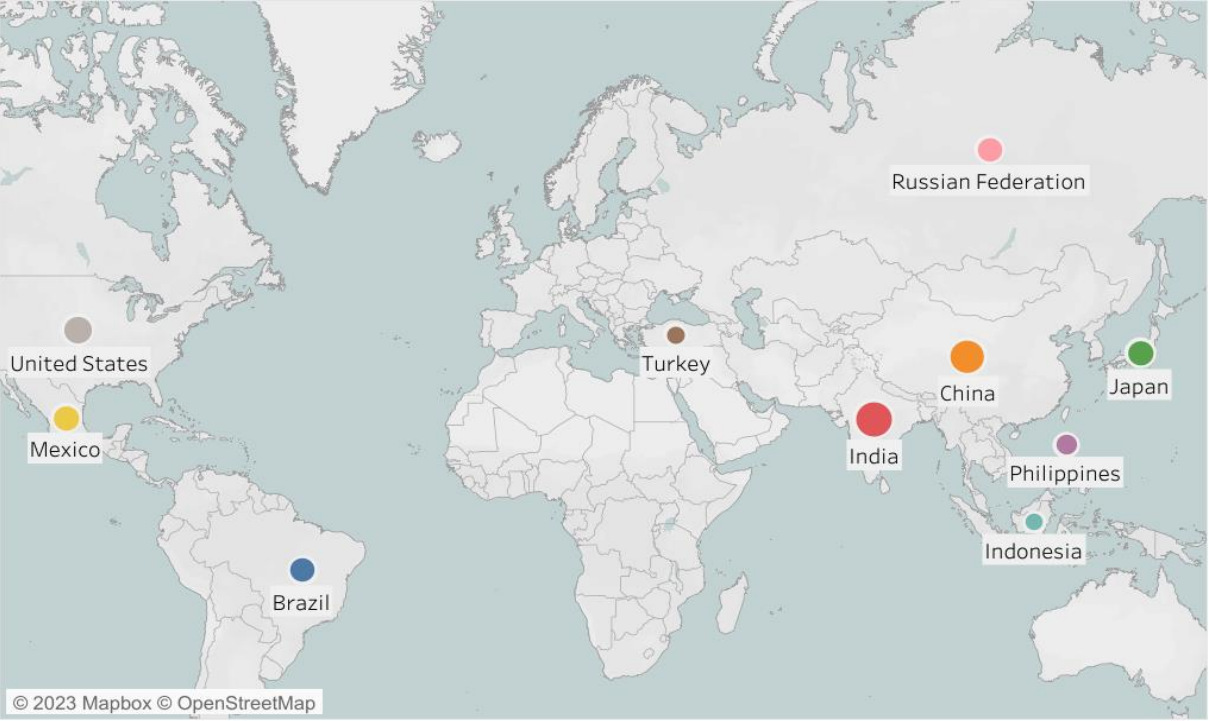 Russian Federation
United States
Turkey
China
Japan
Mexico
India
Philippines
Indonesia
Brazil
© 2023 Mapbox © OpenStreetMap